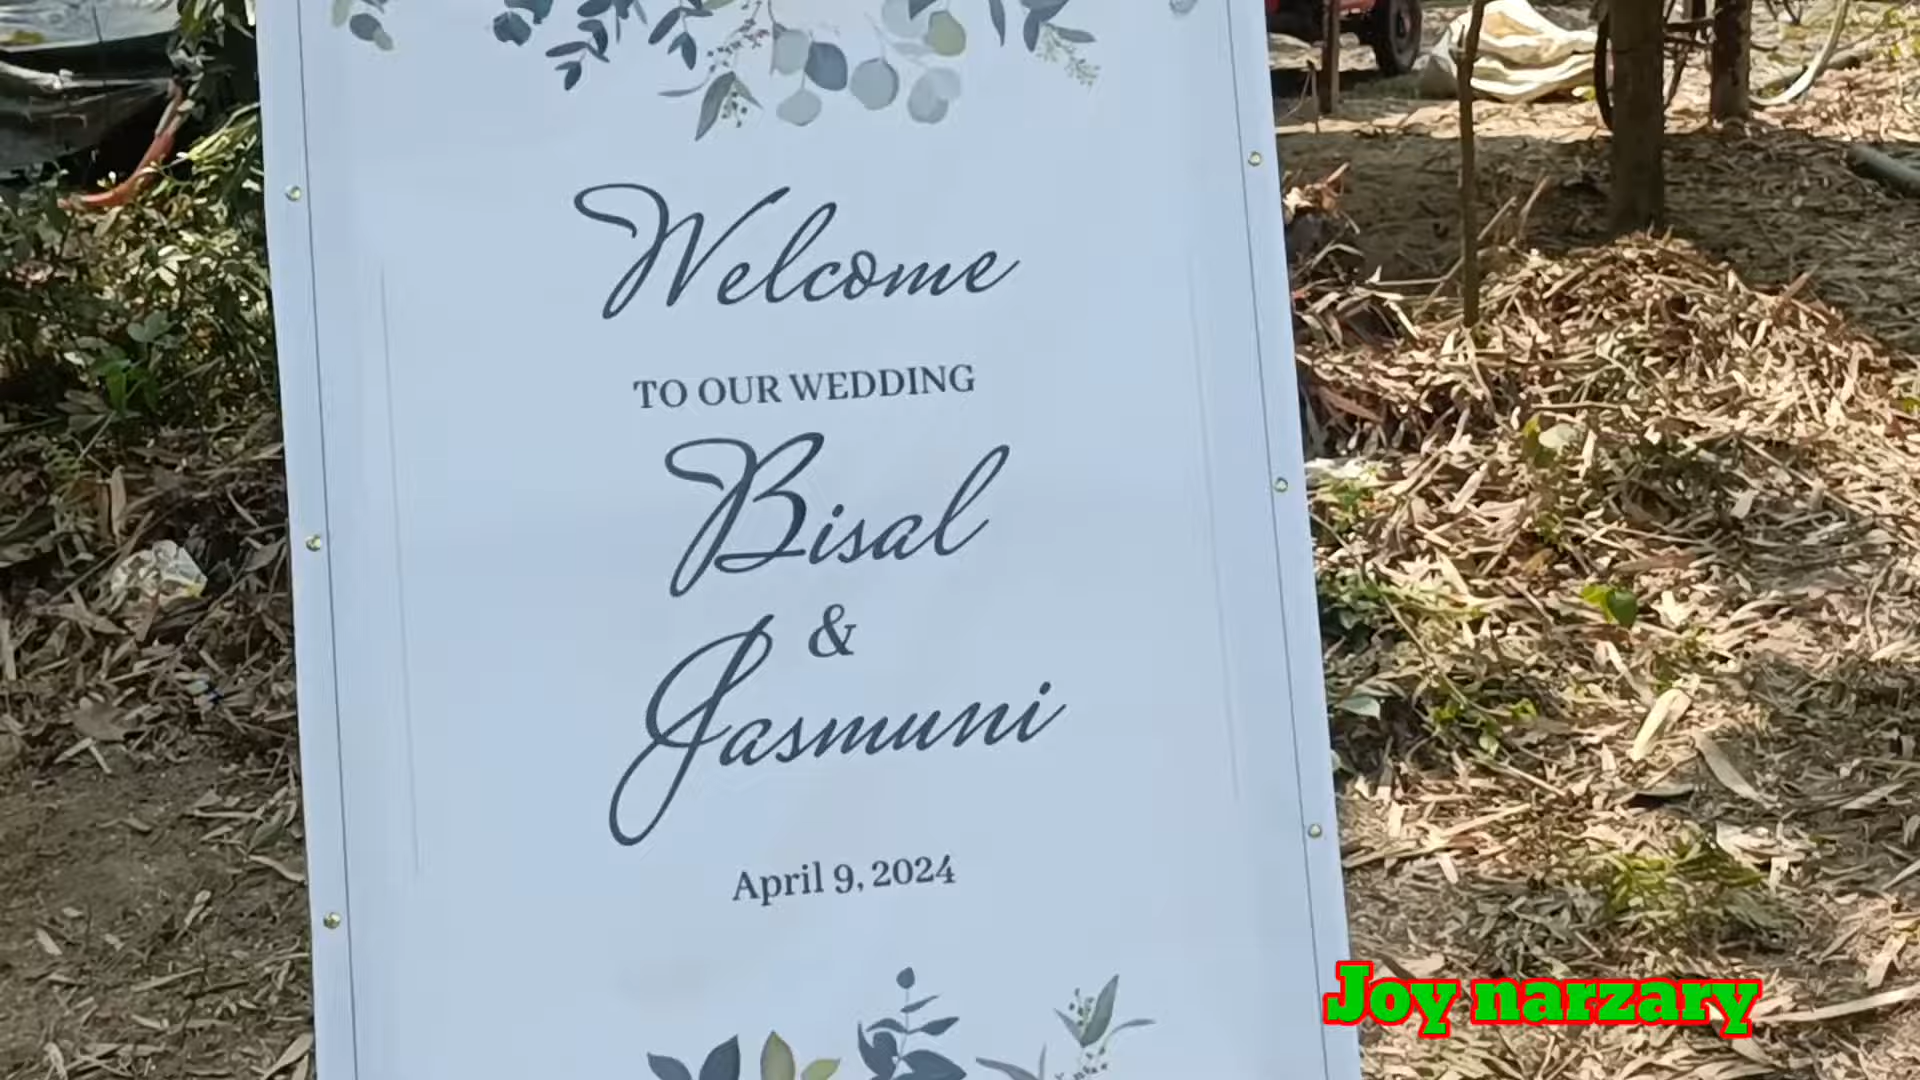 Welcome
TO OUR WEDDING
Bisal
&
Jasmuni
April 9, 2024
Joy narzary